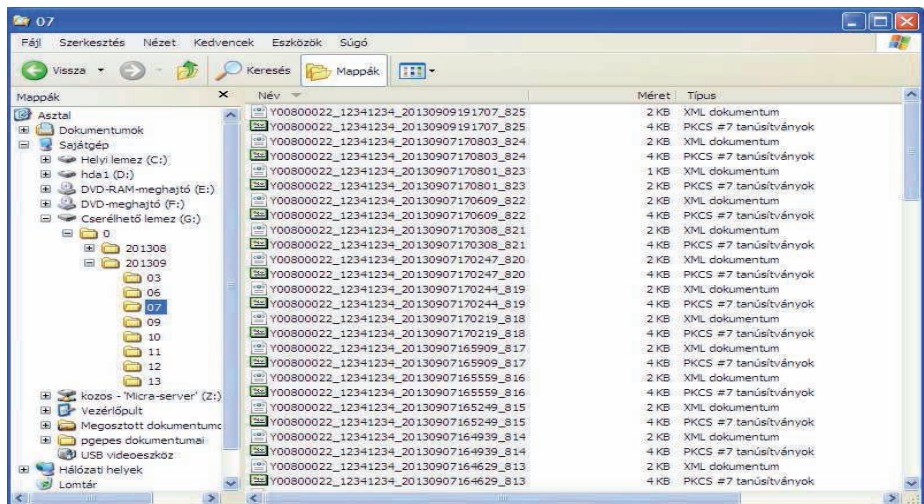 07
Fájl Szerkesztés Nézet Kedvencek Eszközök Súgó
Vissza Keresés Mappák
Mappák
Asztal
Dokumentumok
Sajátgép
Helyi lemez (C:)
hda1 (D:)
DVD-RAM-meghajtó (E:)
DVD-meghajtó (F:)
Cserélhető lemez (G:)
0
201308
201309
03
06
07
09
10
11
12
13
kozos - 'Micra-server' (Z:)
Vezérlőpult
Megosztott dokumentumc
pgepes dokumentumai
USB videoeszköz
Hálózati helyek
Lomtár
Név Méret Típus
Y00800022_12341234_20130909191707_825 2 KB XML dokumentum
Y00800022_12341234_20130909191707_825 4 KB PKCS #7 tanúsítványok
Y00800022_12341234_20130907170803_824 2 KB XML dokumentum
Y00800022_12341234_20130907170803_824 4 KB PKCS #7 tanúsítványok
Y00800022_12341234_20130907170801_823 1 KB XML dokumentum
Y00800022_12341234_20130907170801_823 2 KB PKCS #7 tanúsítványok
Y00800022_12341234_20130907170609_822 2 KB XML dokumentum
Y00800022_12341234_20130907170609_822 4 KB PKCS #7 tanúsítványok
Y00800022_12341234_20130907170308_821 2 KB XML dokumentum
Y00800022_12341234_20130907170308_821 4 KB PKCS #7 tanúsítványok
Y00800022_12341234_20130907170247_820 2 KB XML dokumentum
Y00800022_12341234_20130907170247_820 4 KB PKCS #7 tanúsítványok
Y00800022_12341234_20130907170244_819 2 KB XML dokumentum
Y00800022_12341234_20130907170244_819 4 KB PKCS #7 tanúsítványok
Y00800022_12341234_20130907170219_818 2 KB XML dokumentum
Y00800022_12341234_20130907170219_818 4 KB PKCS #7 tanúsítványok
Y00800022_12341234_20130907165909_817 2 KB XML dokumentum
Y00800022_12341234_20130907165909_817 4 KB PKCS #7 tanúsítványok
Y00800022_12341234_20130907165559_816 2 KB XML dokumentum
Y00800022_12341234_20130907165559_816 4 KB PKCS #7 tanúsítványok
Y00800022_12341234_20130907165249_815 2 KB XML dokumentum
Y00800022_12341234_20130907165249_815 4 KB PKCS #7 tanúsítványok
Y00800022_12341234_20130907164939_814 2 KB XML dokumentum
Y00800022_12341234_20130907164939_814 4 KB PKCS #7 tanúsítványok
Y00800022_12341234_20130907164629_813 2 KB XML dokumentum
Y00800022_12341234_20130907164629_813 4 KB PKCS #7 tanúsítványok